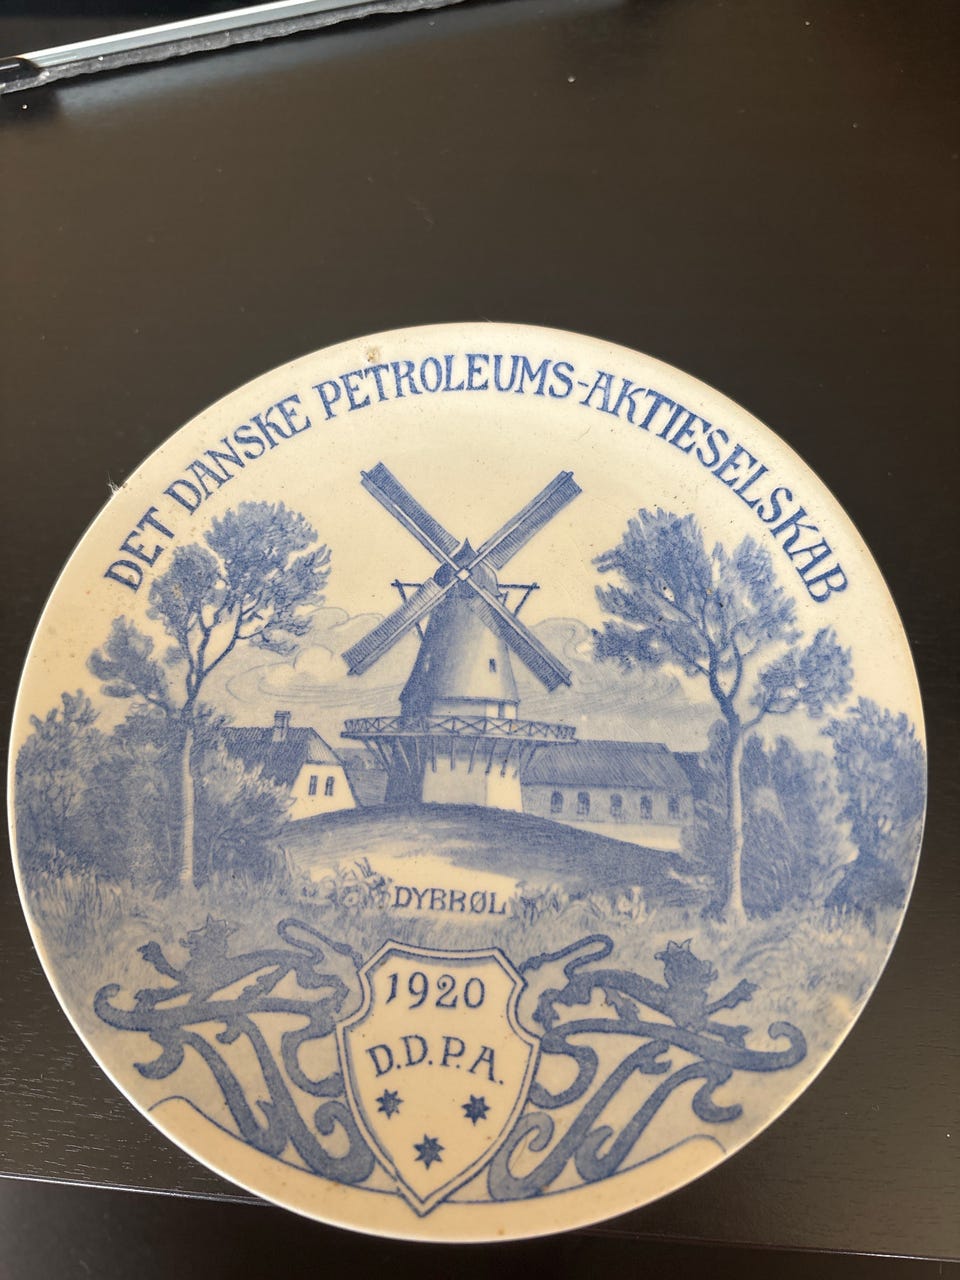 DET DANSKE PETROLEUMS-AKTIESELSKAB
DYBBØL
1920
D.D.P.A.